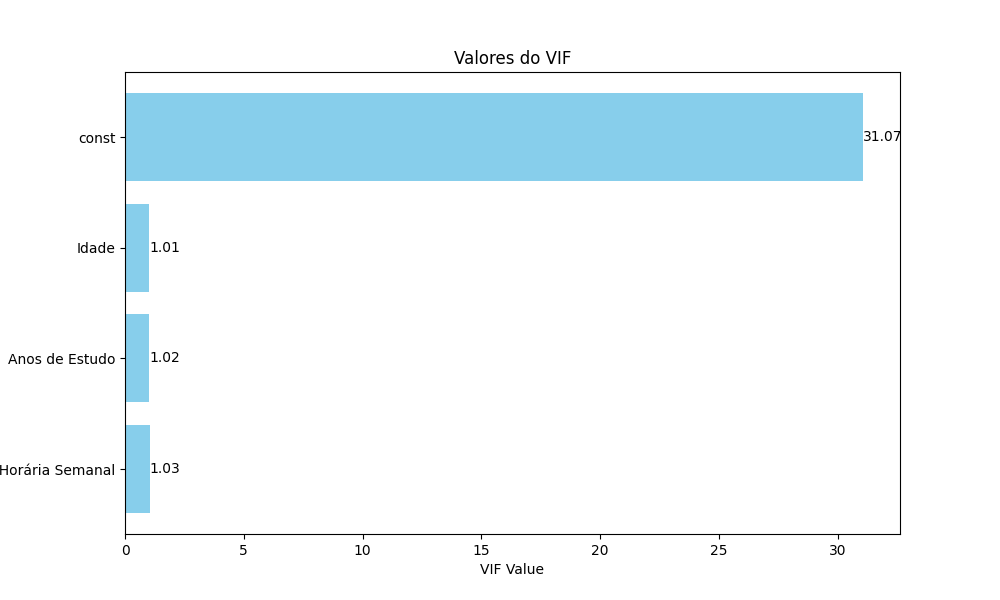 Valores do VIF
const
31.07
Idade
1.01
Anos de Estudo
1.02
Horária Semanal
1.03
0 5 10 15 20 25 30
VIF Value